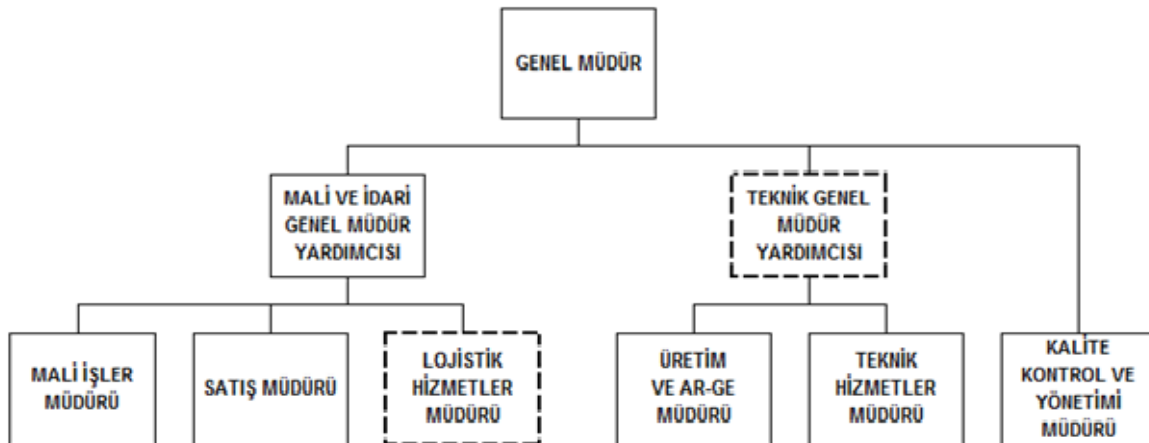 GENEL MÜDÜR
MALİ VE İDARİ
GENEL MÜDÜR
YARDIMCISI
TEKNİK GENEL
MÜDÜR
YARDIMCISI
MALİ İŞLER
MÜDÜRÜ
SATIŞ MÜDÜRÜ
LOJİSTİK
HİZMETLER
MÜDÜRÜ
ÜRETİM
VE AR-GE
MÜDÜRÜ
TEKNİK
HİZMETLER
MÜDÜRÜ
KALİTE
KONTROL VE
YÖNETİMİ
MÜDÜRÜ